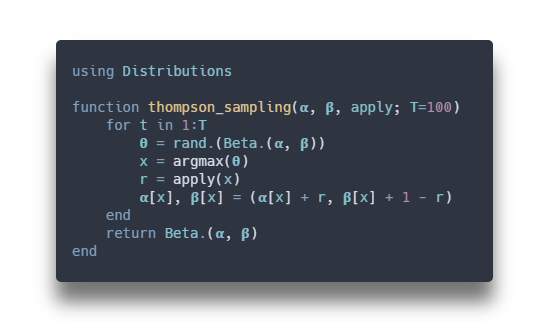 using Distributions
function thompson_sampling(α, β, apply; T=100)
for t in 1:T
θ = rand.(Beta.(α, β))
x = argmax(θ)
r = apply(x)
α[x], β[x] = (α[x] + r, β[x] + 1 - r)
end
return Beta.(α, β)
end